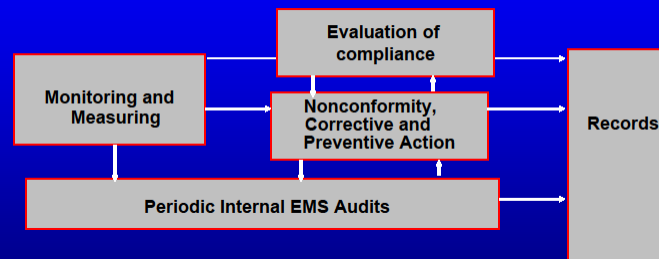 Evaluation of
compliance
Monitoring and
Measuring
Nonconformity,
Corrective and
Preventive Action
Records
Periodic Internal EMS Audits